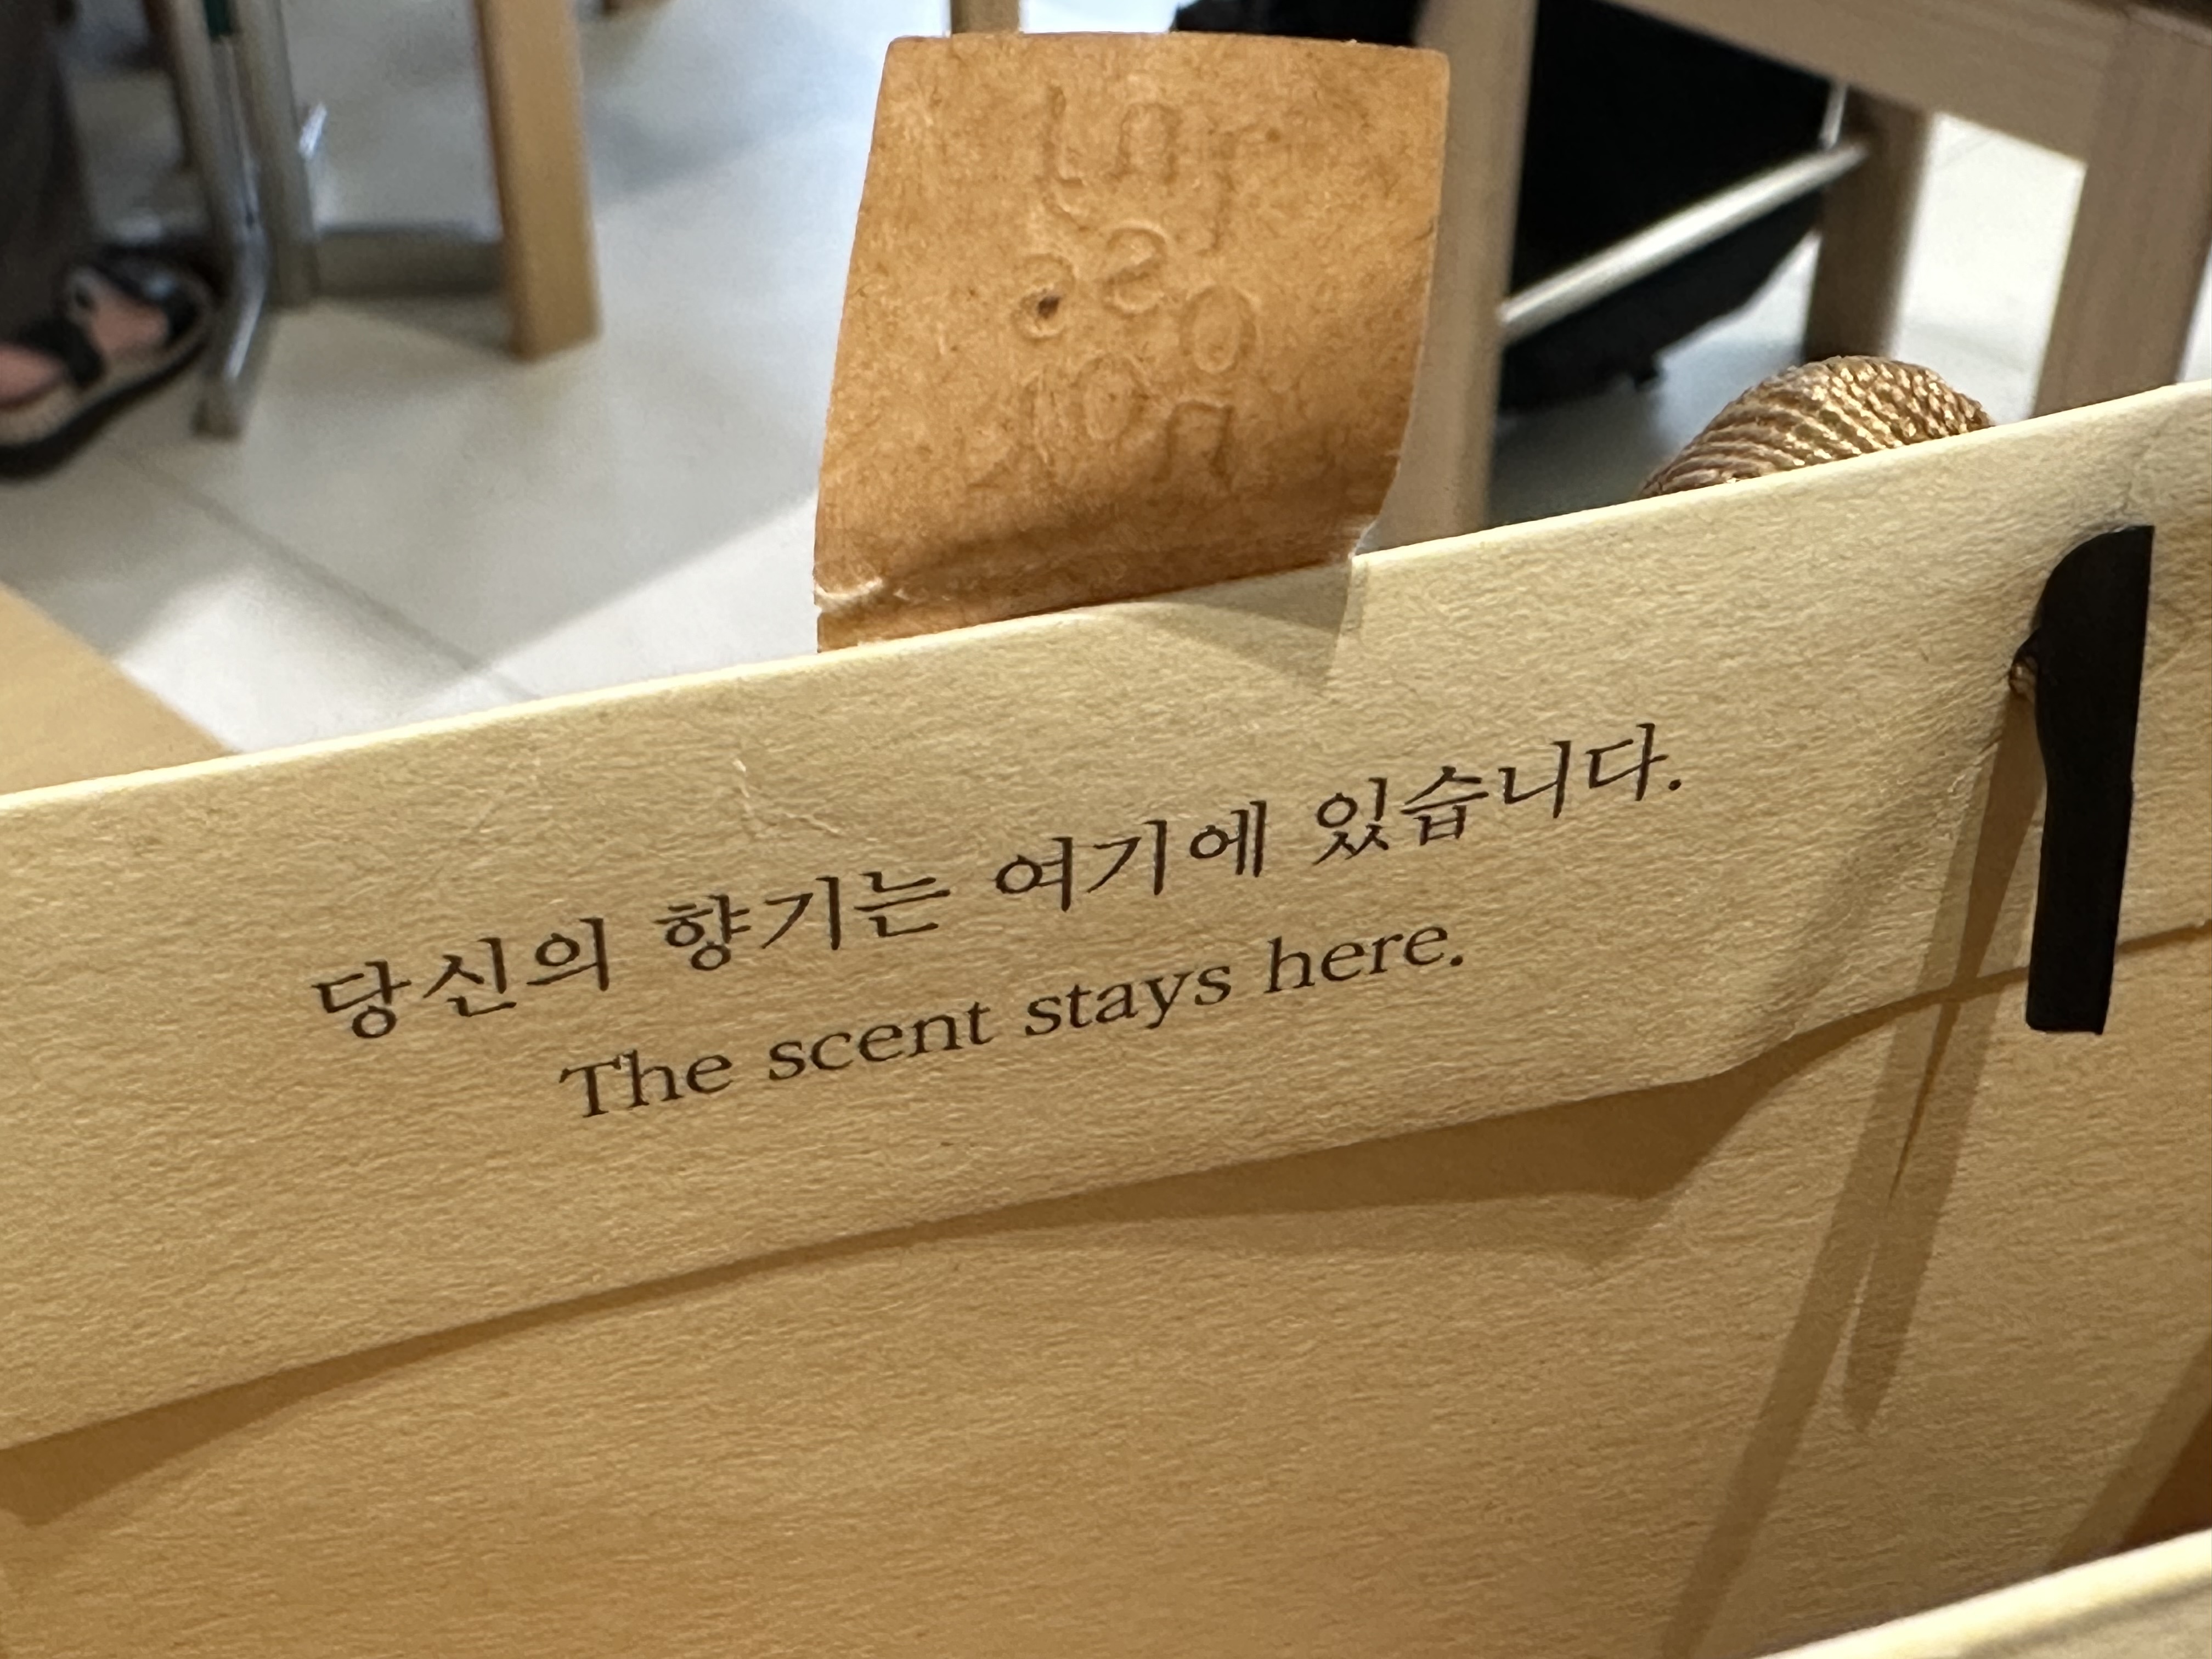 당신의 향기는 여기에 있습니다.
The scent stays here.